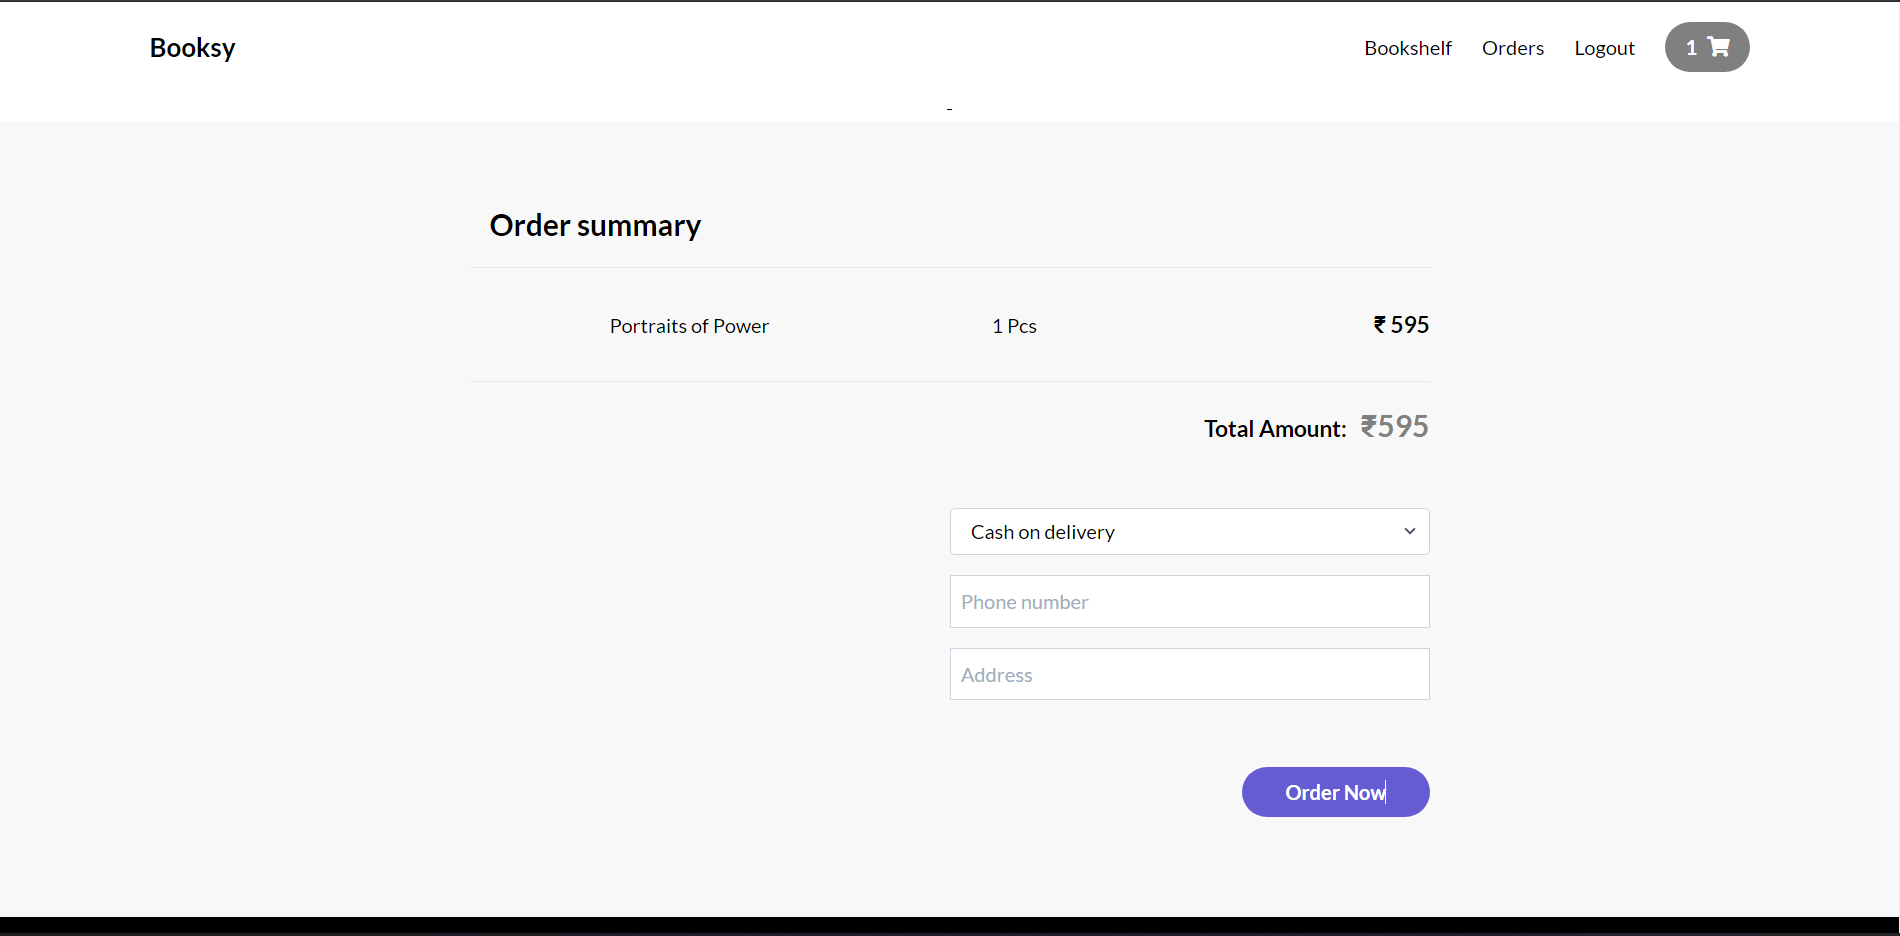 Booksy Bookshelf Orders Logout 1
-
Order summary
Portraits of Power 1 Pcs ₹ 595
Total Amount: ₹595
Cash on delivery
Phone number
Address
Order Now